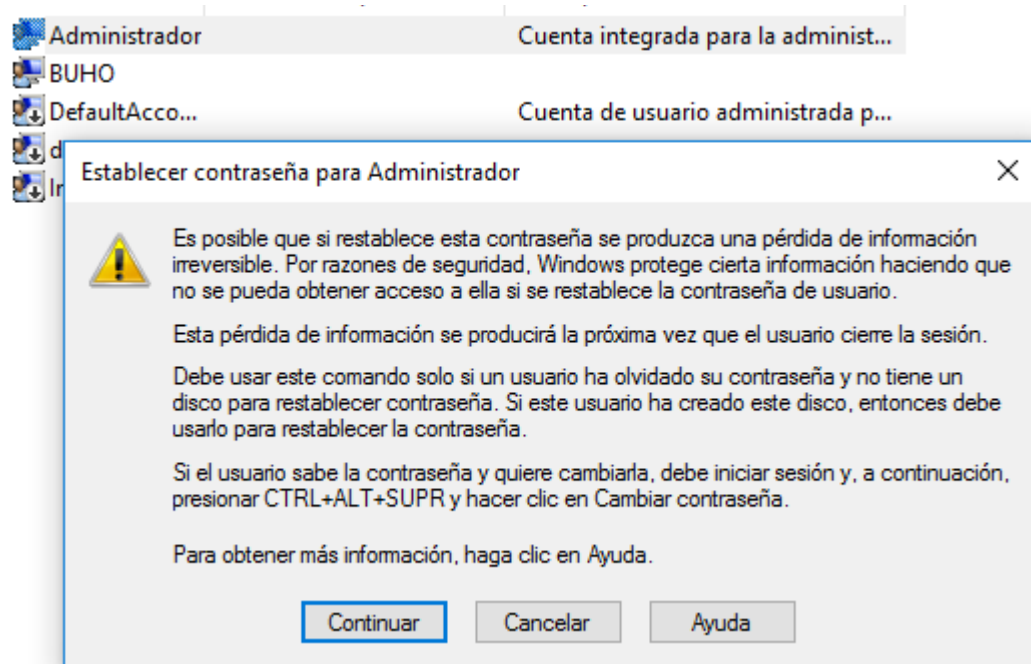 Administrador Cuenta integrada para la administ...
BUHO
DefaultAcco... Cuenta de usuario administrada p...
d
Establecer contraseña para Administrador
Es posible que si restablece esta contraseña se produzca una pérdida de información
irreversible. Por razones de seguridad, Windows protege cierta información haciendo que
no se pueda obtener acceso a ella si se restablece la contraseña de usuario.
Esta pérdida de información se producirá la próxima vez que el usuario cierre la sesión.
Debe usar este comando solo si un usuario ha olvidado su contraseña y no tiene un
disco para restablecer contraseña. Si este usuario ha creado este disco, entonces debe
usarlo para restablecer la contraseña.
Si el usuario sabe la contraseña y quiere cambiarla, debe iniciar sesión y, a continuación,
presionar CTRL+ALT+SUPR y hacer clic en Cambiar contraseña.
Para obtener más información, haga clic en Ayuda.
Continuar Cancelar Ayuda